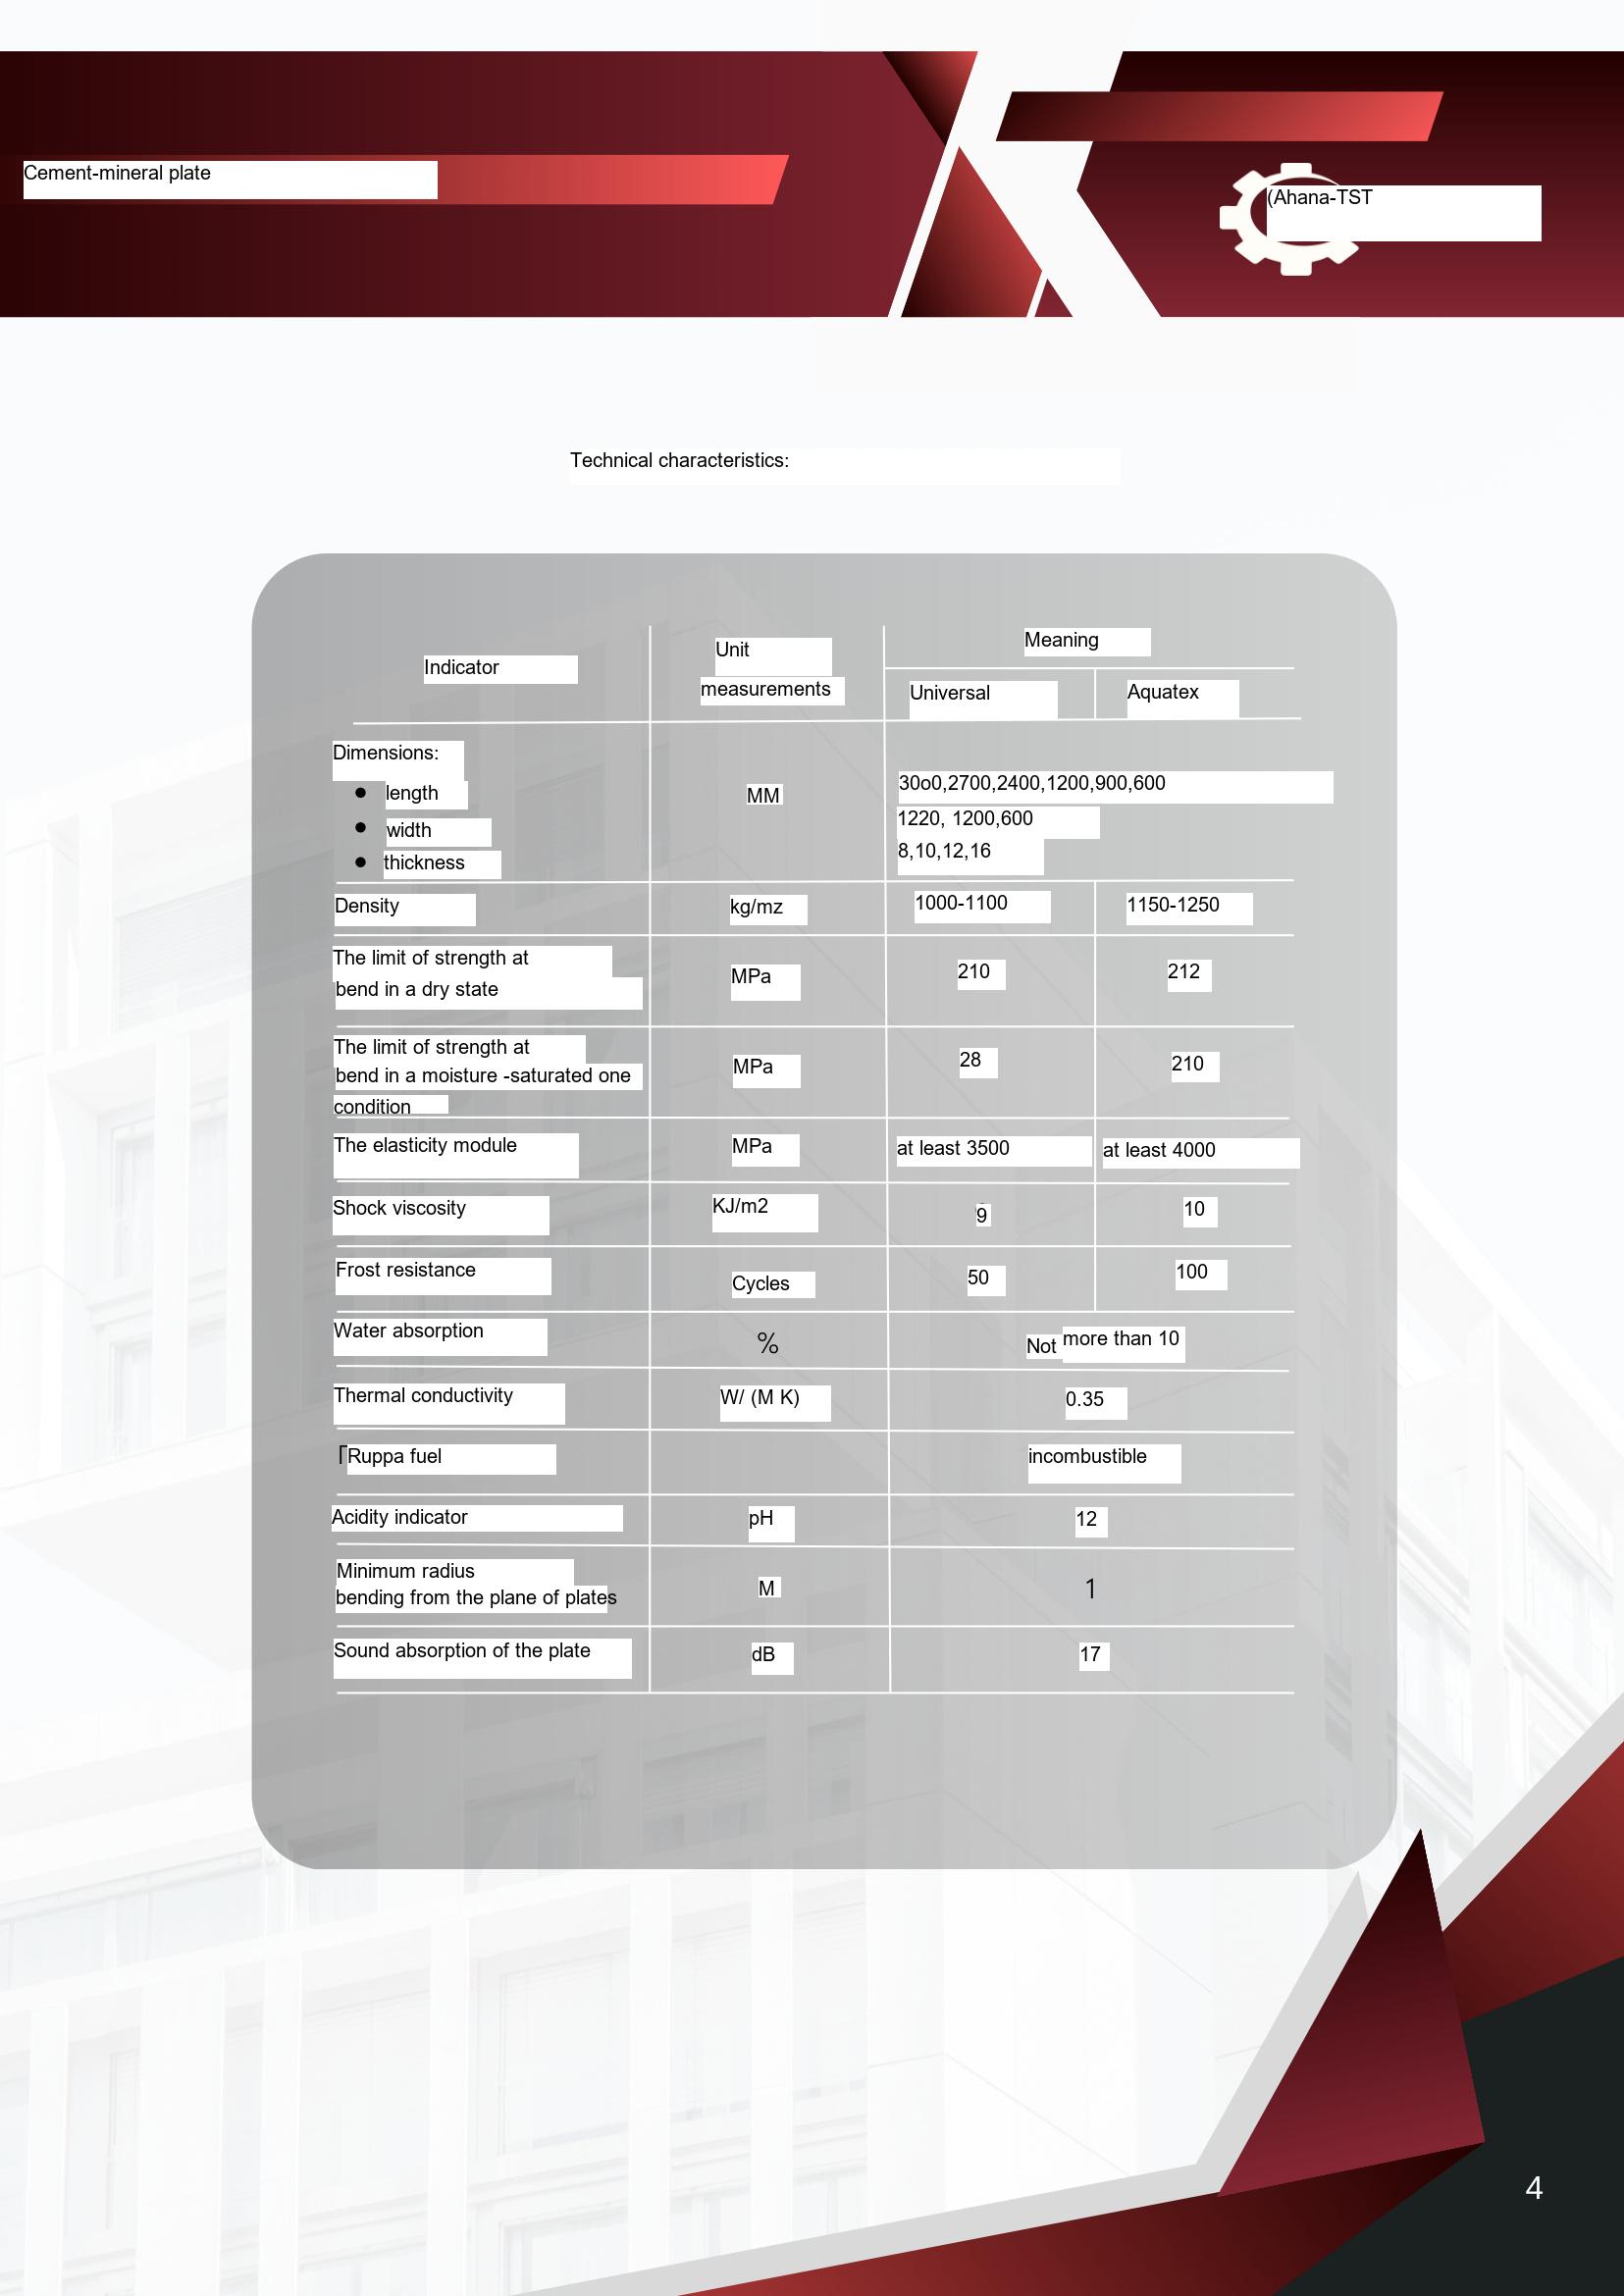 Cement-mineral plate
(Ahana-TST
Technical characteristics:
Indicator
Unit
measurements
Meaning
Universal
Aquatex
Dimensions:
● length
● width
● thickness
MM
30o0,2700,2400,1200,900,600
1220, 1200,600
8,10,12,16
Density
kg/mz
1000-1100
1150-1250
The limit of strength at
bend in a dry state
MPa
210
212
The limit of strength at
bend in a moisture -saturated one
condition
MPa
28
210
The elasticity module
MPa
at least 3500
at least 4000
Shock viscosity
KJ/m2
9
10
Frost resistance
Cycles
50
100
Water absorption
%
Not more than 10
Thermal conductivity
W/ (M K)
0.35
ГRuppa fuel
incombustible
Acidity indicator
pH
12
Minimum radius
bending from the plane of plates
M
1
Sound absorption of the plate
dB
17
4